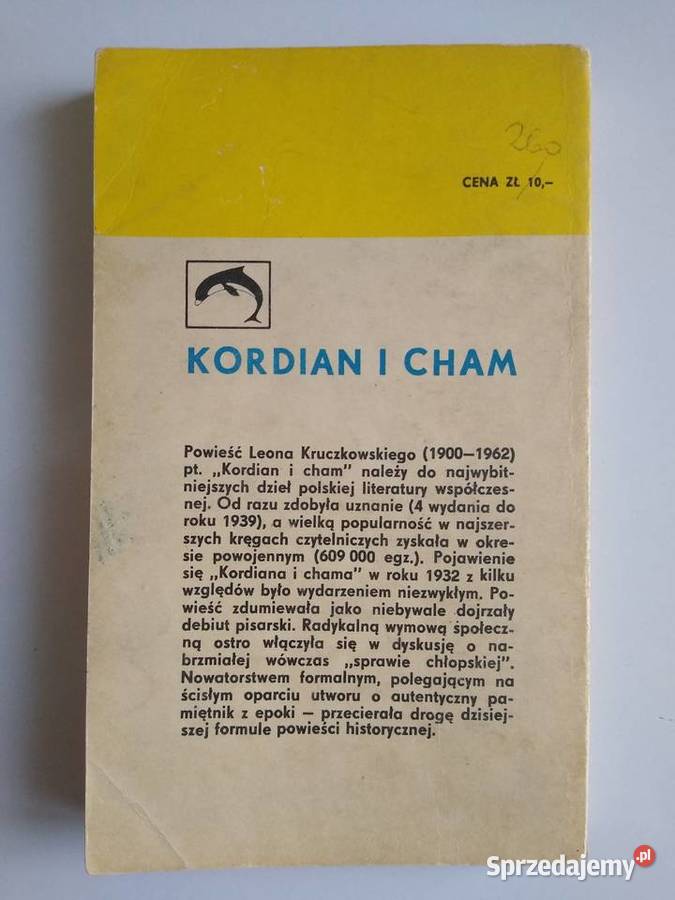 260
CENA ZŁ 10,–
KORDIAN I CHAM
Powieść Leona Kruczkowskiego (1900–1962)
pt. „Kordian i cham" należy do najwybit-
niejszych dzieł polskiej literatury współczes-
nej. Od razu zdobyła uznanie (4 wydania do
roku 1939), a wielką popularność w najszer-
szych kręgach czytelniczych zyskała w okre-
sie powojennym (609 000 egz.). Pojawienie
się „Kordiana i chama" w roku 1932 z kilku
względów było wydarzeniem niezwykłym. Po-
wieść zdumiewała jako niebywale dojrzały
debiut pisarski. Radykalną wymową społecz-
ną ostro włączyła się w dyskusję o na-
brzmiałej wówczas „sprawie chłopskiej".
Nowatorstwem formalnym, polegającym na
ścisłym oparciu utworu o autentyczny pa-
miętnik z epoki – przecierała drogę dzisiej-
szej formule powieści historycznej.
Sprzedajemy.pl